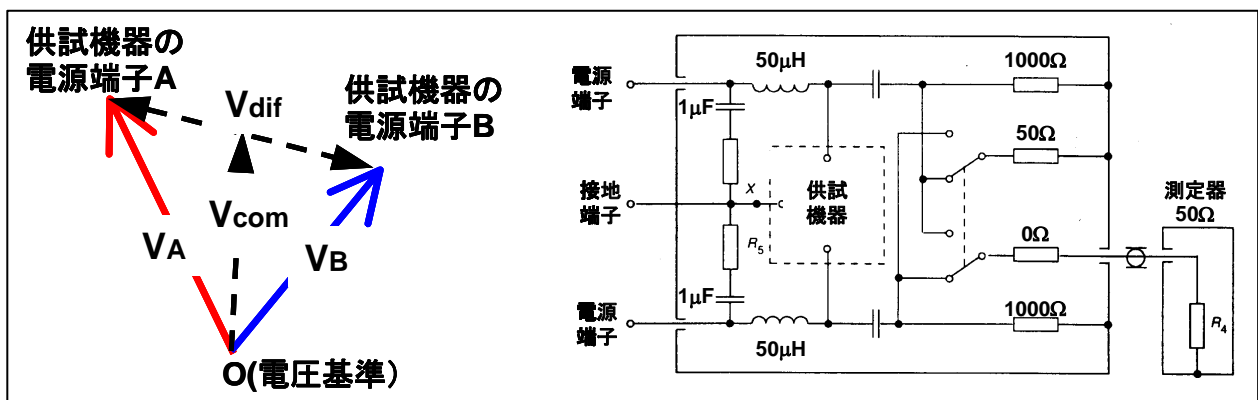 供試機器の
電源端子A
Vdif
供試機器の
電源端子B
Vcom
VA
VB
O(電圧基準）
電源
端子
50μH
1000Ω
1μF
50Ω
接地
端子
X
供試
機器
測定器
50Ω
R5
0Ω
1μF
電源
端子
50μH
1000Ω
R4